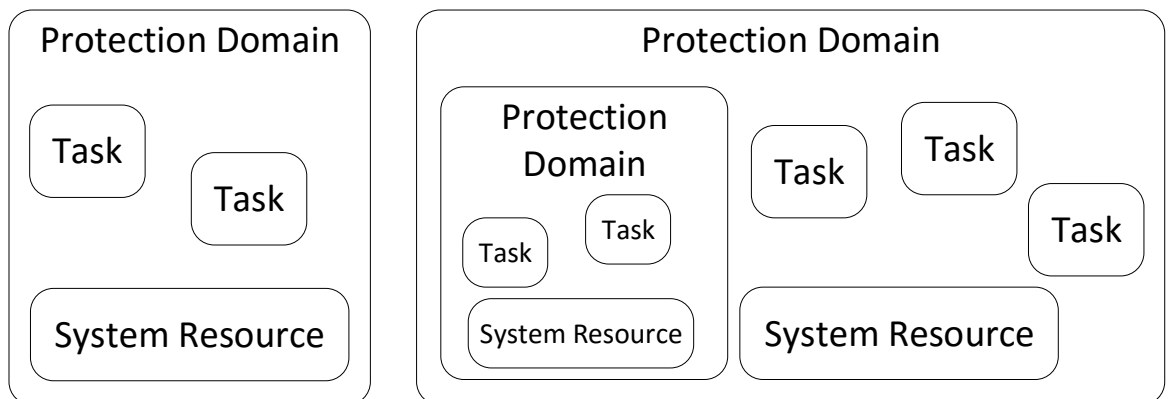 Protection Domain
Task
Task
System Resource
Protection Domain
Protection
Domain
Task
Task
System Resource
Task
Task
Task
System Resource